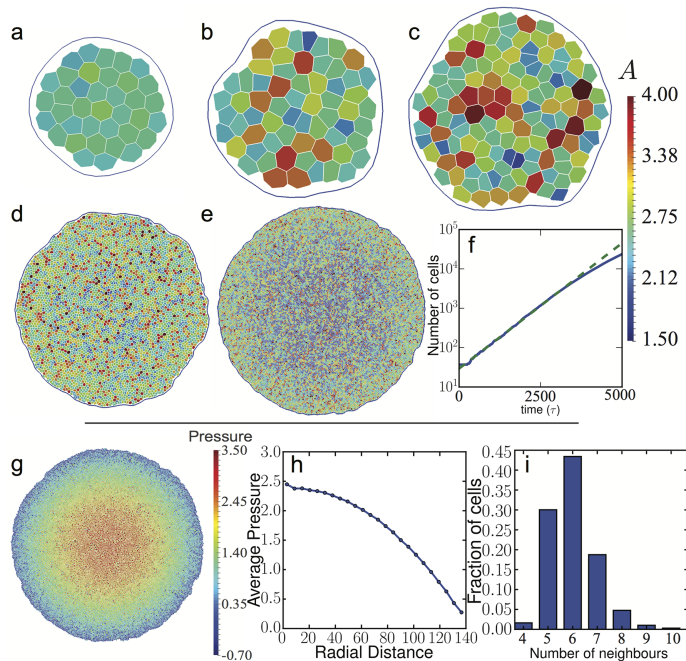 a
b
c
A
4.00
3.38
2.75
2.12
1.50
d
e
f
Number of cells
10^5
10^4
10^3
10^2
10^1
0
2500
5000
time (τ)
g
Pressure
3.50
2.45
1.40
0.35
-0.70
h
Average Pressure
3.0
2.5
2.0
1.5
1.0
0.5
0.0
0 20 40 60 80 100 120 140
Radial Distance
i
Fraction of cells
0.45
0.40
0.35
0.30
0.25
0.20
0.15
0.10
0.05
0.00
4 5 6 7 8 9 10
Number of neighbours